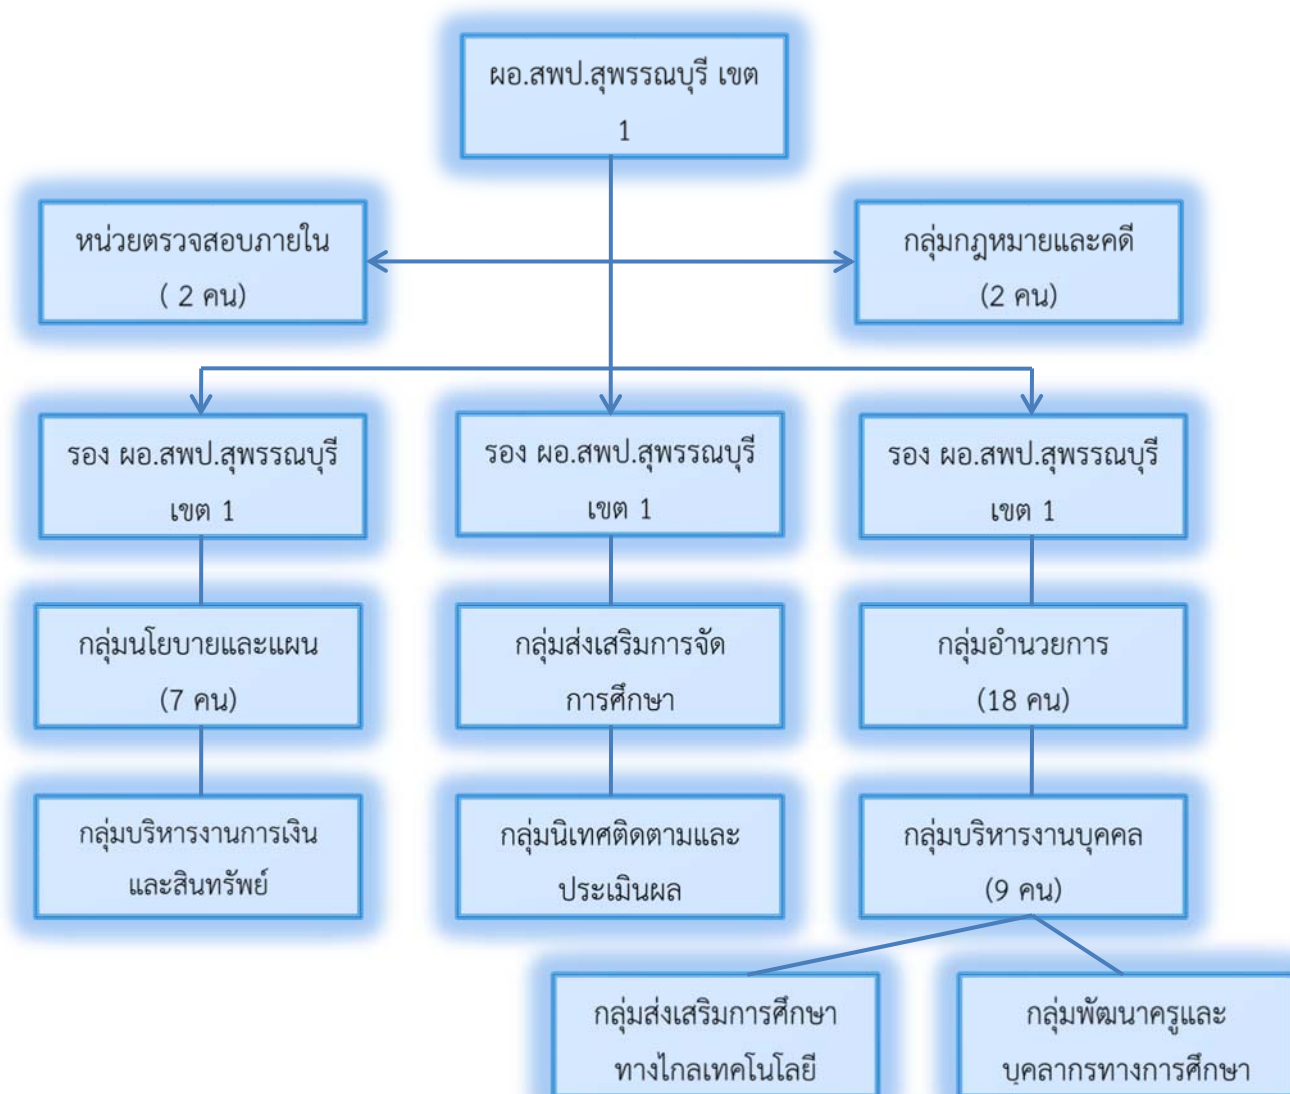 ผอ.สพป.สุพรรณบุรี เขต
1
หน่วยตรวจสอบภายใน
( 2 คน)
กลุ่มกฎหมายและคดี
(2 คน)
รอง ผอ.สพป.สุพรรณบุรี
เขต 1
รอง ผอ.สพป.สุพรรณบุรี
เขต 1
รอง ผอ.สพป.สุพรรณบุรี
เขต 1
กลุ่มนโยบายและแผน
(7 คน)
กลุ่มส่งเสริมการจัด
การศึกษา
กลุ่มอำนวยการ
(18 คน)
กลุ่มบริหารงานการเงิน
และสินทรัพย์
กลุ่มนิเทศติดตามและ
ประเมินผล
กลุ่มบริหารงานบุคคล
(9 คน)
กลุ่มส่งเสริมการศึกษา
ทางไกลเทคโนโลยี
กลุ่มพัฒนาครูและ
บุคลากรทางการศึกษา